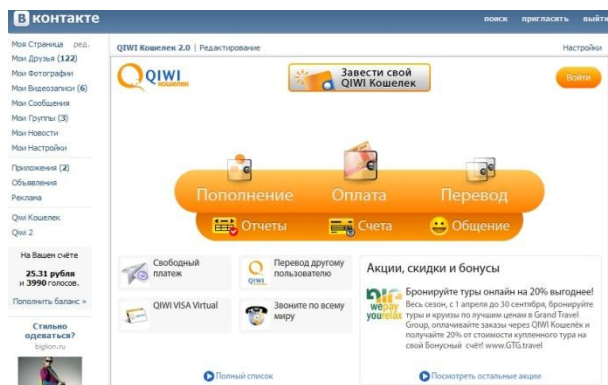 В контакте
поиск пригласить выйти
Моя Страница ред.
Мои Друзья (122)
Мои Фотографии
Мои Видеозаписи (6)
Мои Сообщения
Мои Группы (3)
Мои Новости
Мои Настройки
Приложения (2)
Объявления
Реклама
Qiwi Кошелек
Qiwi 2
На Вашем счёте
25.31 рубля
и 3990 голосов.
Пополнить баланс »
Стильно
одеваться?
biglion.ru
QIWI Кошелек 2.0 | Редактирование
Настройки
QIWI
КОШЕЛЕК
Завести свой
QIWI Кошелек
Войти
Пополнение Оплата Перевод
Отчеты Счета Общение
Свободный
платеж
QIWI
Перевод другому
пользователю
QIWI VISA Virtual
Звоните по всему
миру
Полный список
Акции, скидки и бонусы
we pay
you relax
Бронируйте туры онлайн на 20% выгоднее!
Весь сезон, с 1 апреля до 30 сентября, бронируйте
туры и круизы по лучшим ценам в Grand Travel
Group, оплачивайте заказы через QIWI Кошелёк и
получайте 20% от стоимости купленного тура на
свой Бонусный счёт! www.GTG.travel
Посмотреть остальные акции